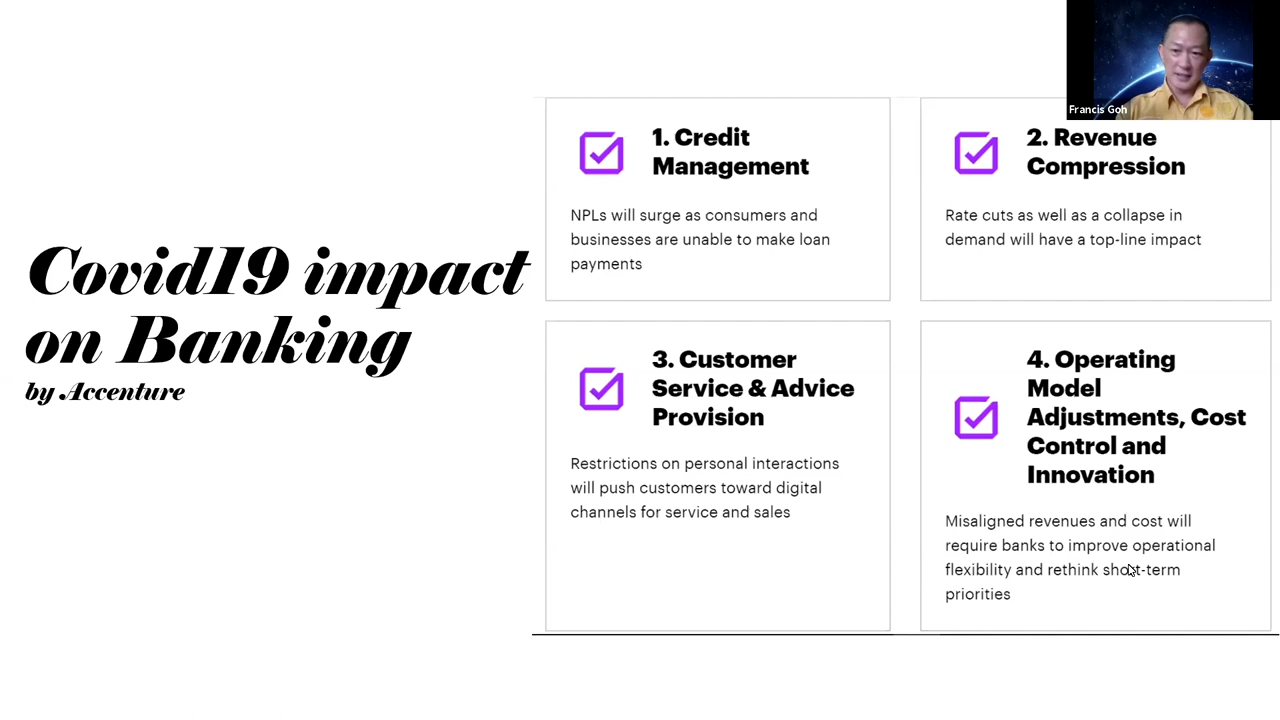 Covid19 impact
on Banking
by Accenture
Francis Goh
1. Credit
Management
NPLs will surge as consumers and
businesses are unable to make loan
payments
2. Revenue
Compression
Rate cuts as well as a collapse in
demand will have a top-line impact
3. Customer
Service & Advice
Provision
Restrictions on personal interactions
will push customers toward digital
channels for service and sales
4. Operating
Model
Adjustments, Cost
Control and
Innovation
Misaligned revenues and cost will
require banks to improve operational
flexibility and rethink short-term
priorities